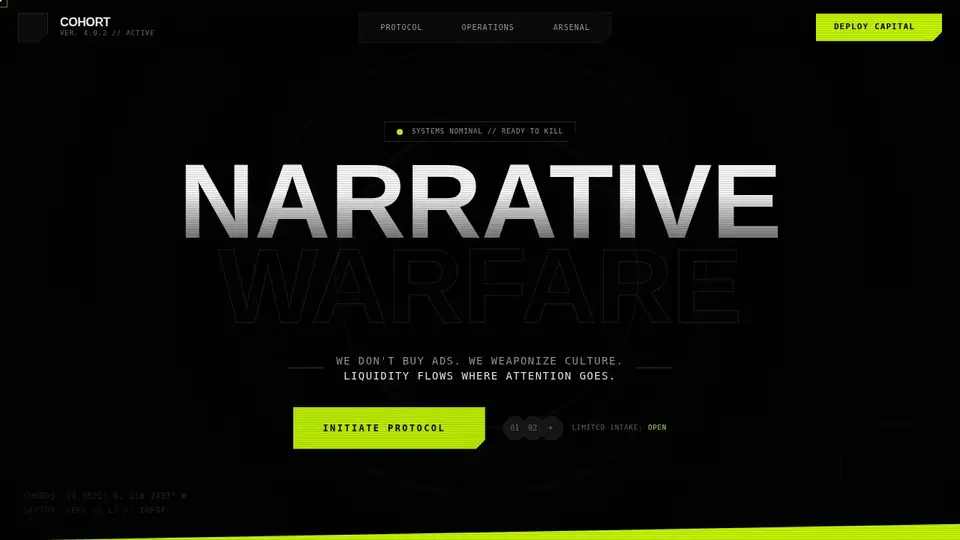 COHORT
VER. 4.0.2 // ACTIVE
PROTOCOL
OPERATIONS
ARSENAL
DEPLOY CAPITAL
SYSTEMS NOMINAL // READY TO KILL
NARRATIVE
WARFARE
WE DON'T BUY ADS. WE WEAPONIZE CULTURE.
LIQUIDITY FLOWS WHERE ATTENTION GOES.
INITIATE PROTOCOL
01 02 +
LIMITED INTAKE: OPEN